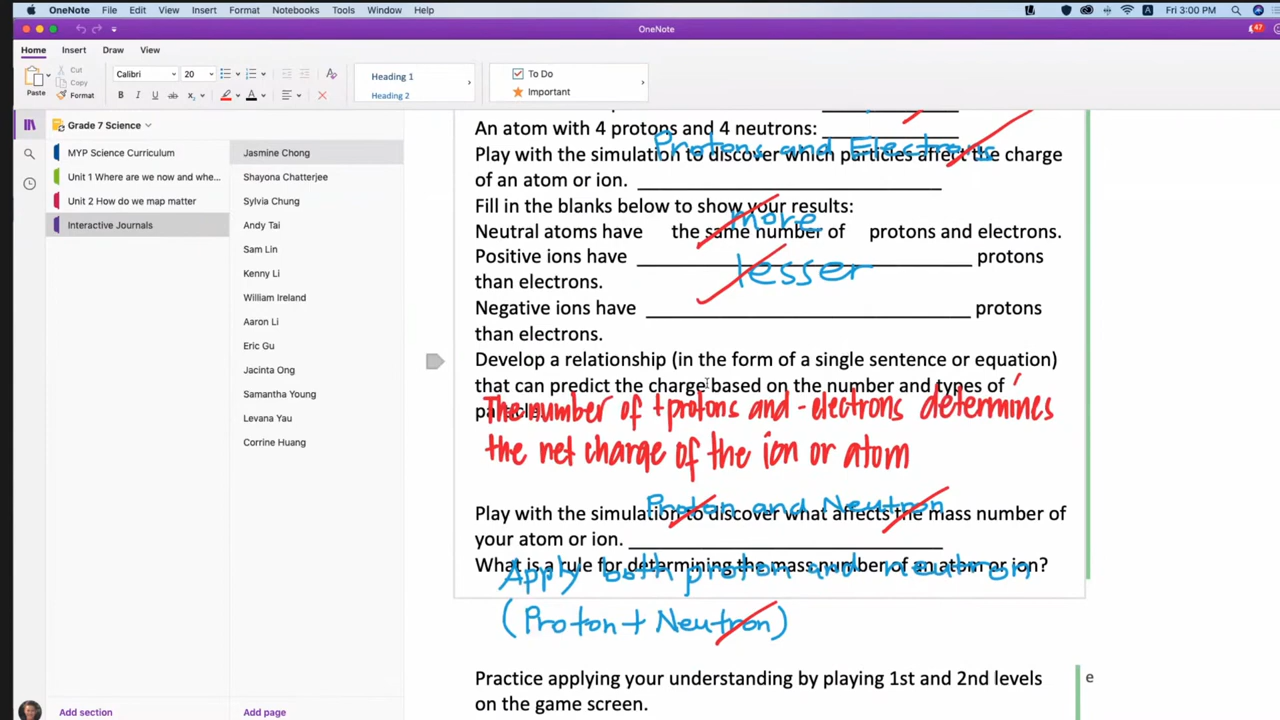 OneNote File Edit View Insert Format Notebooks Tools Window Help Fri 3:00 PM
OneNote 47
Home Insert Draw View
Paste Cut Copy Format Calibri 20 Heading 1 Heading 2 To Do Important
B I U ab x A
Grade 7 Science
MYP Science Curriculum
Unit 1 Where are we now and whe...
Unit 2 How do we map matter
Interactive Journals
Jasmine Chong
Shayona Chatterjee
Sylvia Chung
Andy Tai
Sam Lin
Kenny Li
William Ireland
Aaron Li
Eric Gu
Jacinta Ong
Samantha Young
Levana Yau
Corrine Huang
An atom with 4 protons and 4 neutrons: ____________
Protons and Electrons
Play with the simulation to discover which particles affect the charge
of an atom or ion. ____________________________
Fill in the blanks below to show your results:
more
Neutral atoms have the same number of protons and electrons.
Positive ions have ______________________________ protons
lesser
than electrons.
Negative ions have ______________________________ protons
than electrons.
Develop a relationship (in the form of a single sentence or equation)
that can predict the charge based on the number and types of
The number of +protons and -electrons determines
the net charge of the ion or atom
Proton and Neutron
Play with the simulation to discover what affects the mass number of
your atom or ion. ____________________________
What is a rule for determining the mass number of an atom or ion?
Apply both proton and neutron
(Proton + Neutron)
Practice applying your understanding by playing 1st and 2nd levels
on the game screen.
e
Add section
Add page